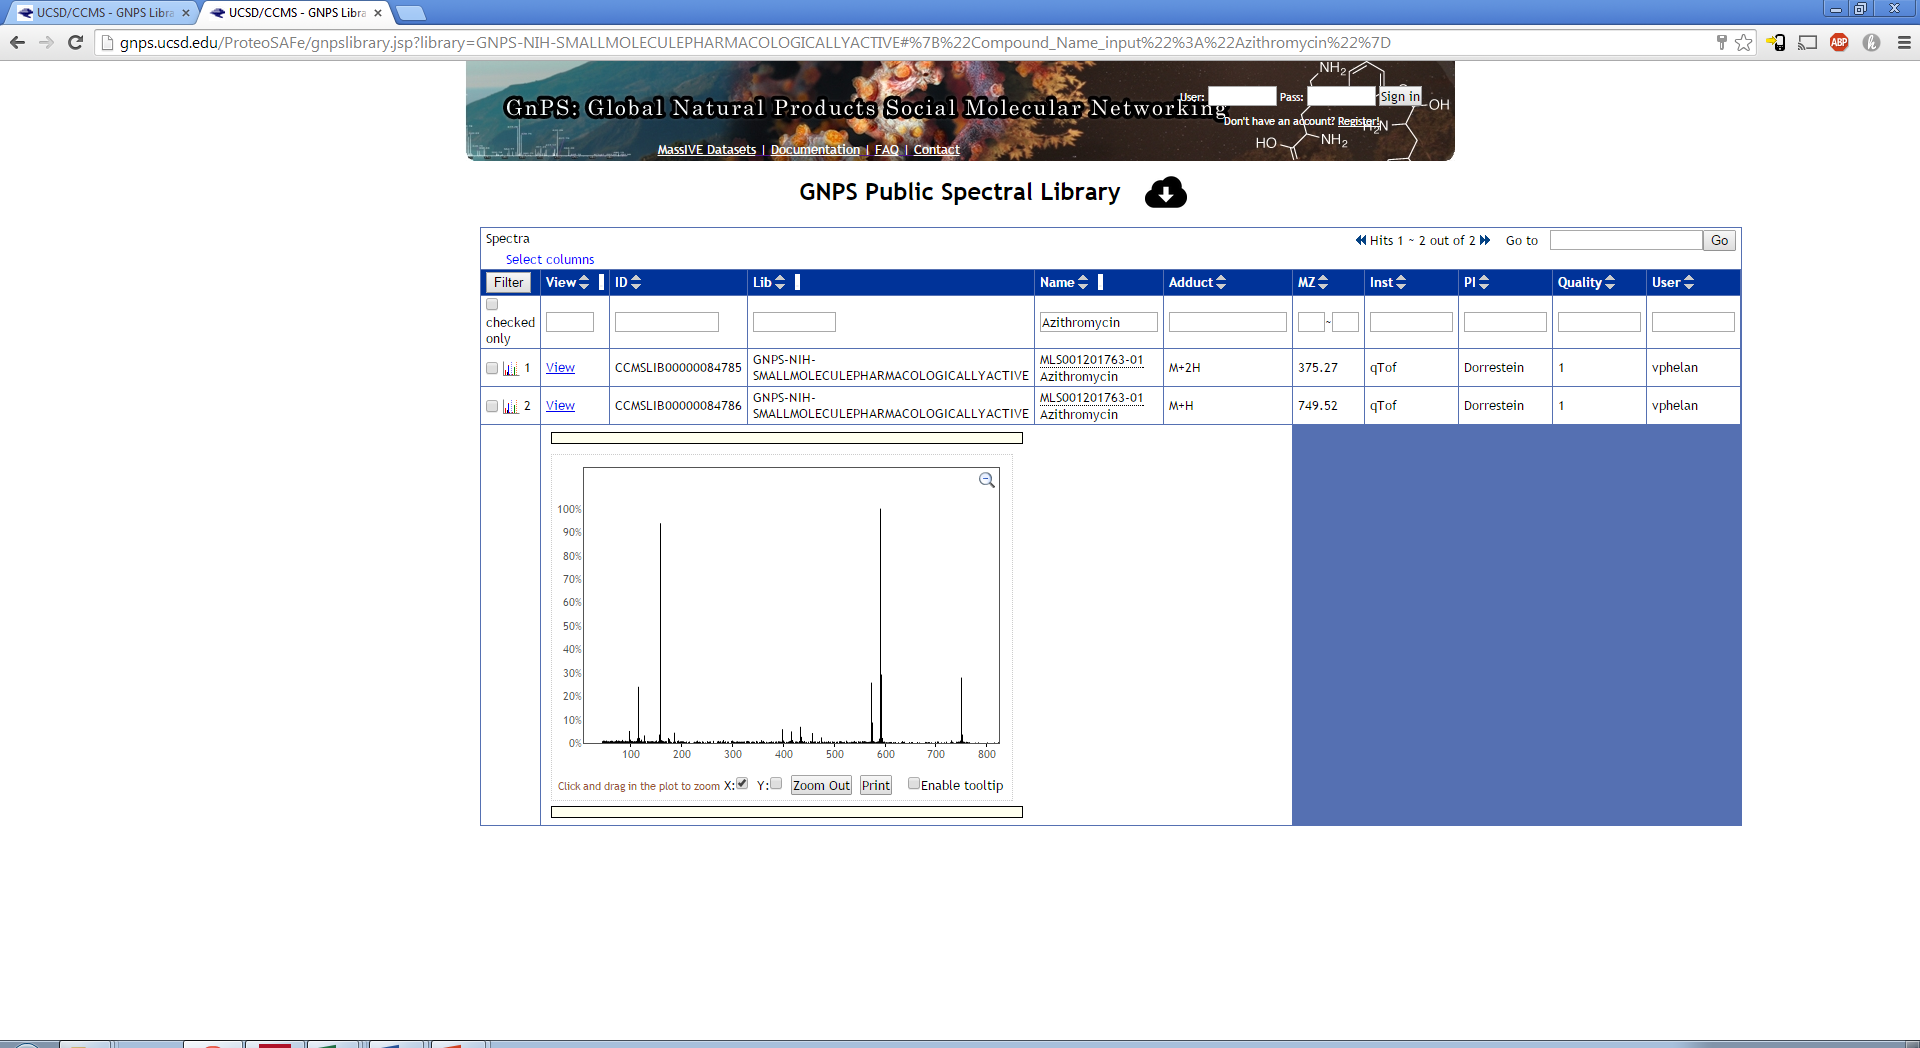 UCSD/CCMS - GNPS Libra
UCSD/CCMS - GNPS Libra
gnps.ucsd.edu/ProteoSAFe/gnpslibrary.jsp?library=GNPS-NIH-SMALLMOLECULEPHARMACOLOGICALLYACTIVE#%7B%22Compound_Name_input%22%3A%22Azithromycin%22%7D
ABP
h
GnPS: Global Natural Products Social Molecular Networking
User: Pass: Sign in
Don't have an account? Register!
NH2
OH
H2N
HO
NH2
MassIVE Datasets | Documentation | FAQ | Contact
GNPS Public Spectral Library
Spectra
Hits 1 ~ 2 out of 2 Go to Go
Select columns
Filter View ID Lib Name Adduct MZ Inst PI Quality User
checked
only
Azithromycin
~
1 View CCMSLIB00000084785 GNPS-NIH-
SMALLMOLECULEPHARMACOLOGICALLYACTIVE MLS001201763-01
Azithromycin M+2H 375.27 qTof Dorrestein 1 vphelan
2 View CCMSLIB00000084786 GNPS-NIH-
SMALLMOLECULEPHARMACOLOGICALLYACTIVE MLS001201763-01
Azithromycin M+H 749.52 qTof Dorrestein 1 vphelan
100%
90%
80%
70%
60%
50%
40%
30%
20%
10%
0%
100 200 300 400 500 600 700 800
Click and drag in the plot to zoom X: Y: Zoom Out Print Enable tooltip